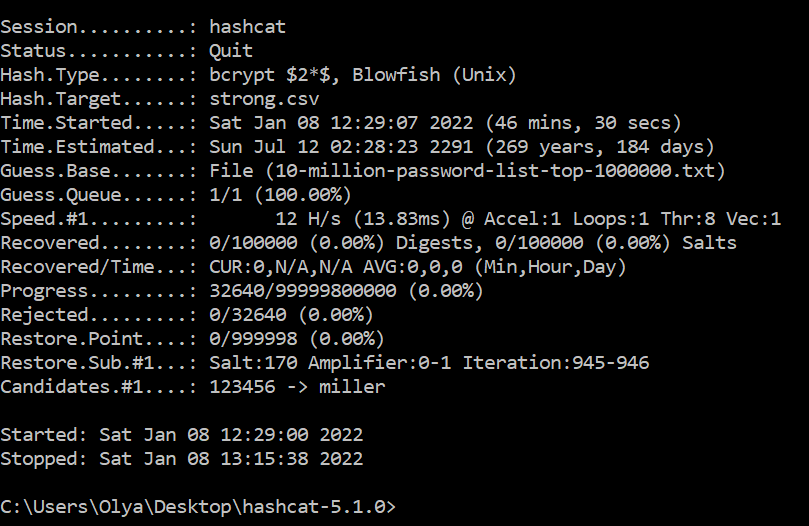 Session..........: hashcat
Status...........: Quit
Hash.Type........: bcrypt $2*$, Blowfish (Unix)
Hash.Target......: strong.csv
Time.Started.....: Sat Jan 08 12:29:07 2022 (46 mins, 30 secs)
Time.Estimated...: Sun Jul 12 02:28:23 2291 (269 years, 184 days)
Guess.Base.......: File (10-million-password-list-top-1000000.txt)
Guess.Queue......: 1/1 (100.00%)
Speed.#1.........:       12 H/s (13.83ms) @ Accel:1 Loops:1 Thr:8 Vec:1
Recovered........: 0/100000 (0.00%) Digests, 0/100000 (0.00%) Salts
Recovered/Time...: CUR:0,N/A,N/A AVG:0,0,0 (Min,Hour,Day)
Progress.........: 32640/99999800000 (0.00%)
Rejected.........: 0/32640 (0.00%)
Restore.Point....: 0/999998 (0.00%)
Restore.Sub.#1...: Salt:170 Amplifier:0-1 Iteration:945-946
Candidates.#1....: 123456 -> miller
Started: Sat Jan 08 12:29:00 2022
Stopped: Sat Jan 08 13:15:38 2022
C:\Users\Olya\Desktop\hashcat-5.1.0>